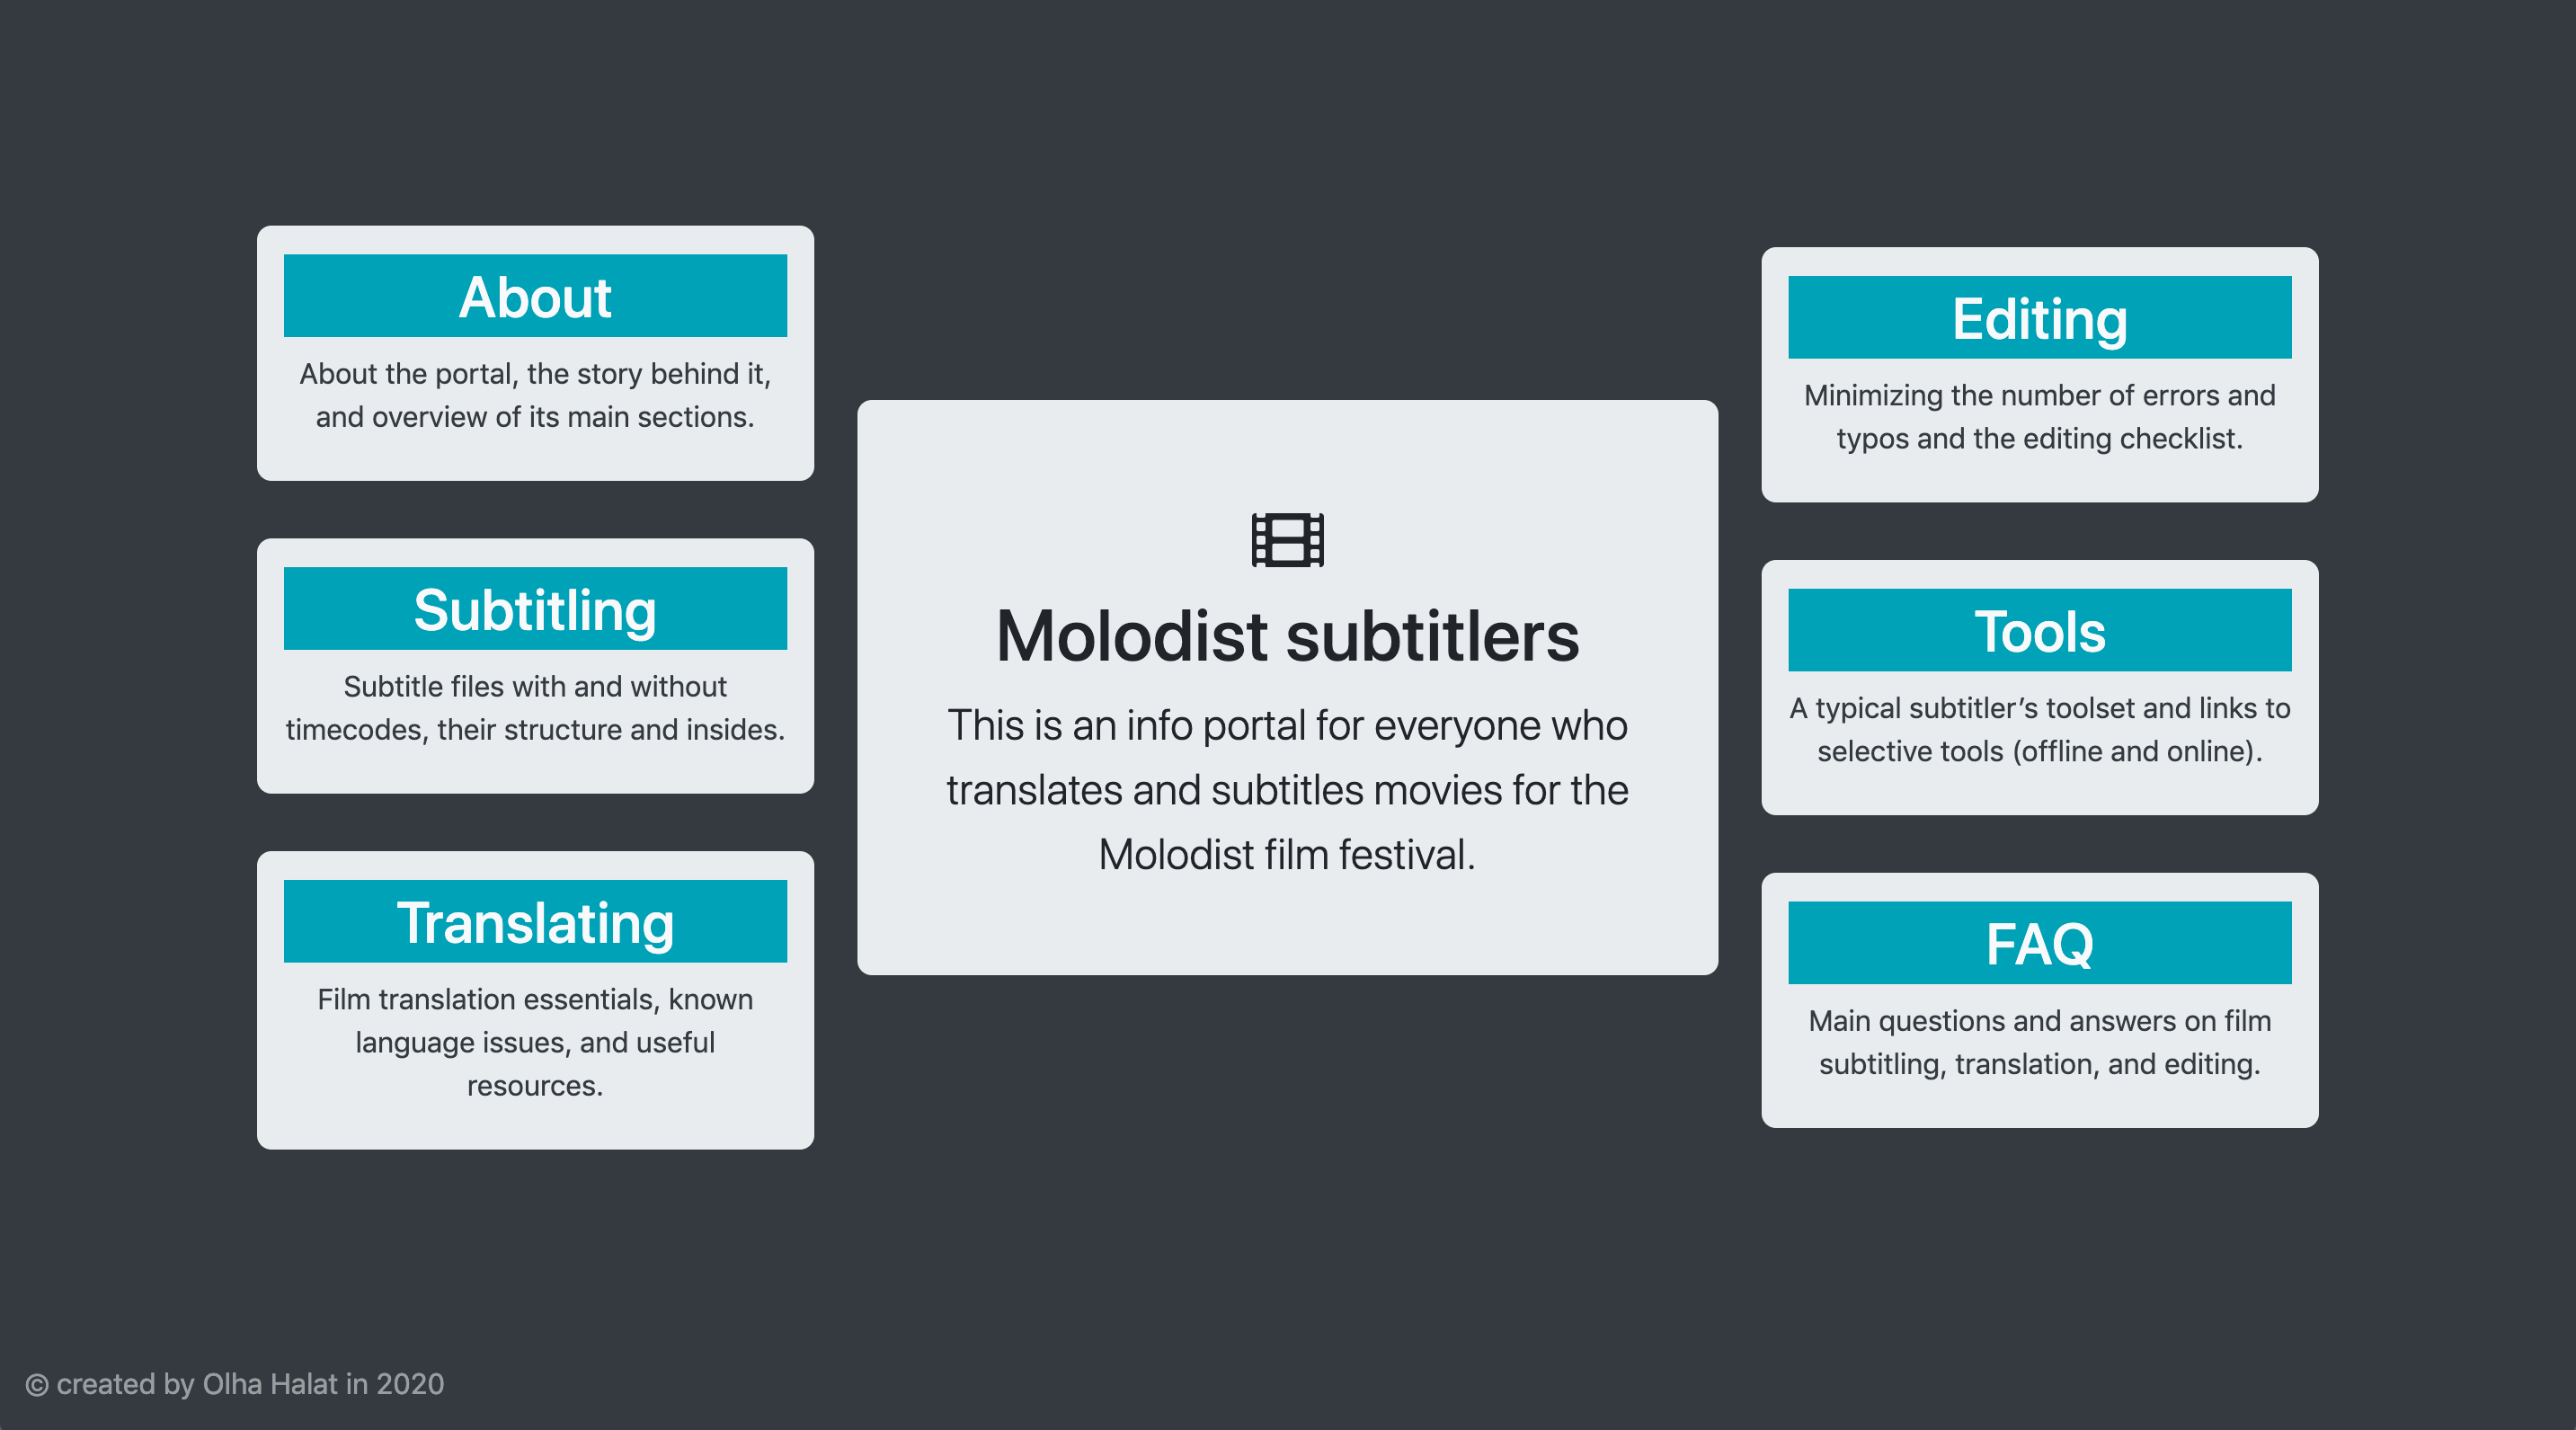 About
About the portal, the story behind it,
and overview of its main sections.
Subtitling
Subtitle files with and without
timecodes, their structure and insides.
Translating
Film translation essentials, known
language issues, and useful
resources.
Molodist subtitlers
This is an info portal for everyone who
translates and subtitles movies for the
Molodist film festival.
Editing
Minimizing the number of errors and
typos and the editing checklist.
Tools
A typical subtitler’s toolset and links to
selective tools (offline and online).
FAQ
Main questions and answers on film
subtitling, translation, and editing.
© created by Olha Halat in 2020